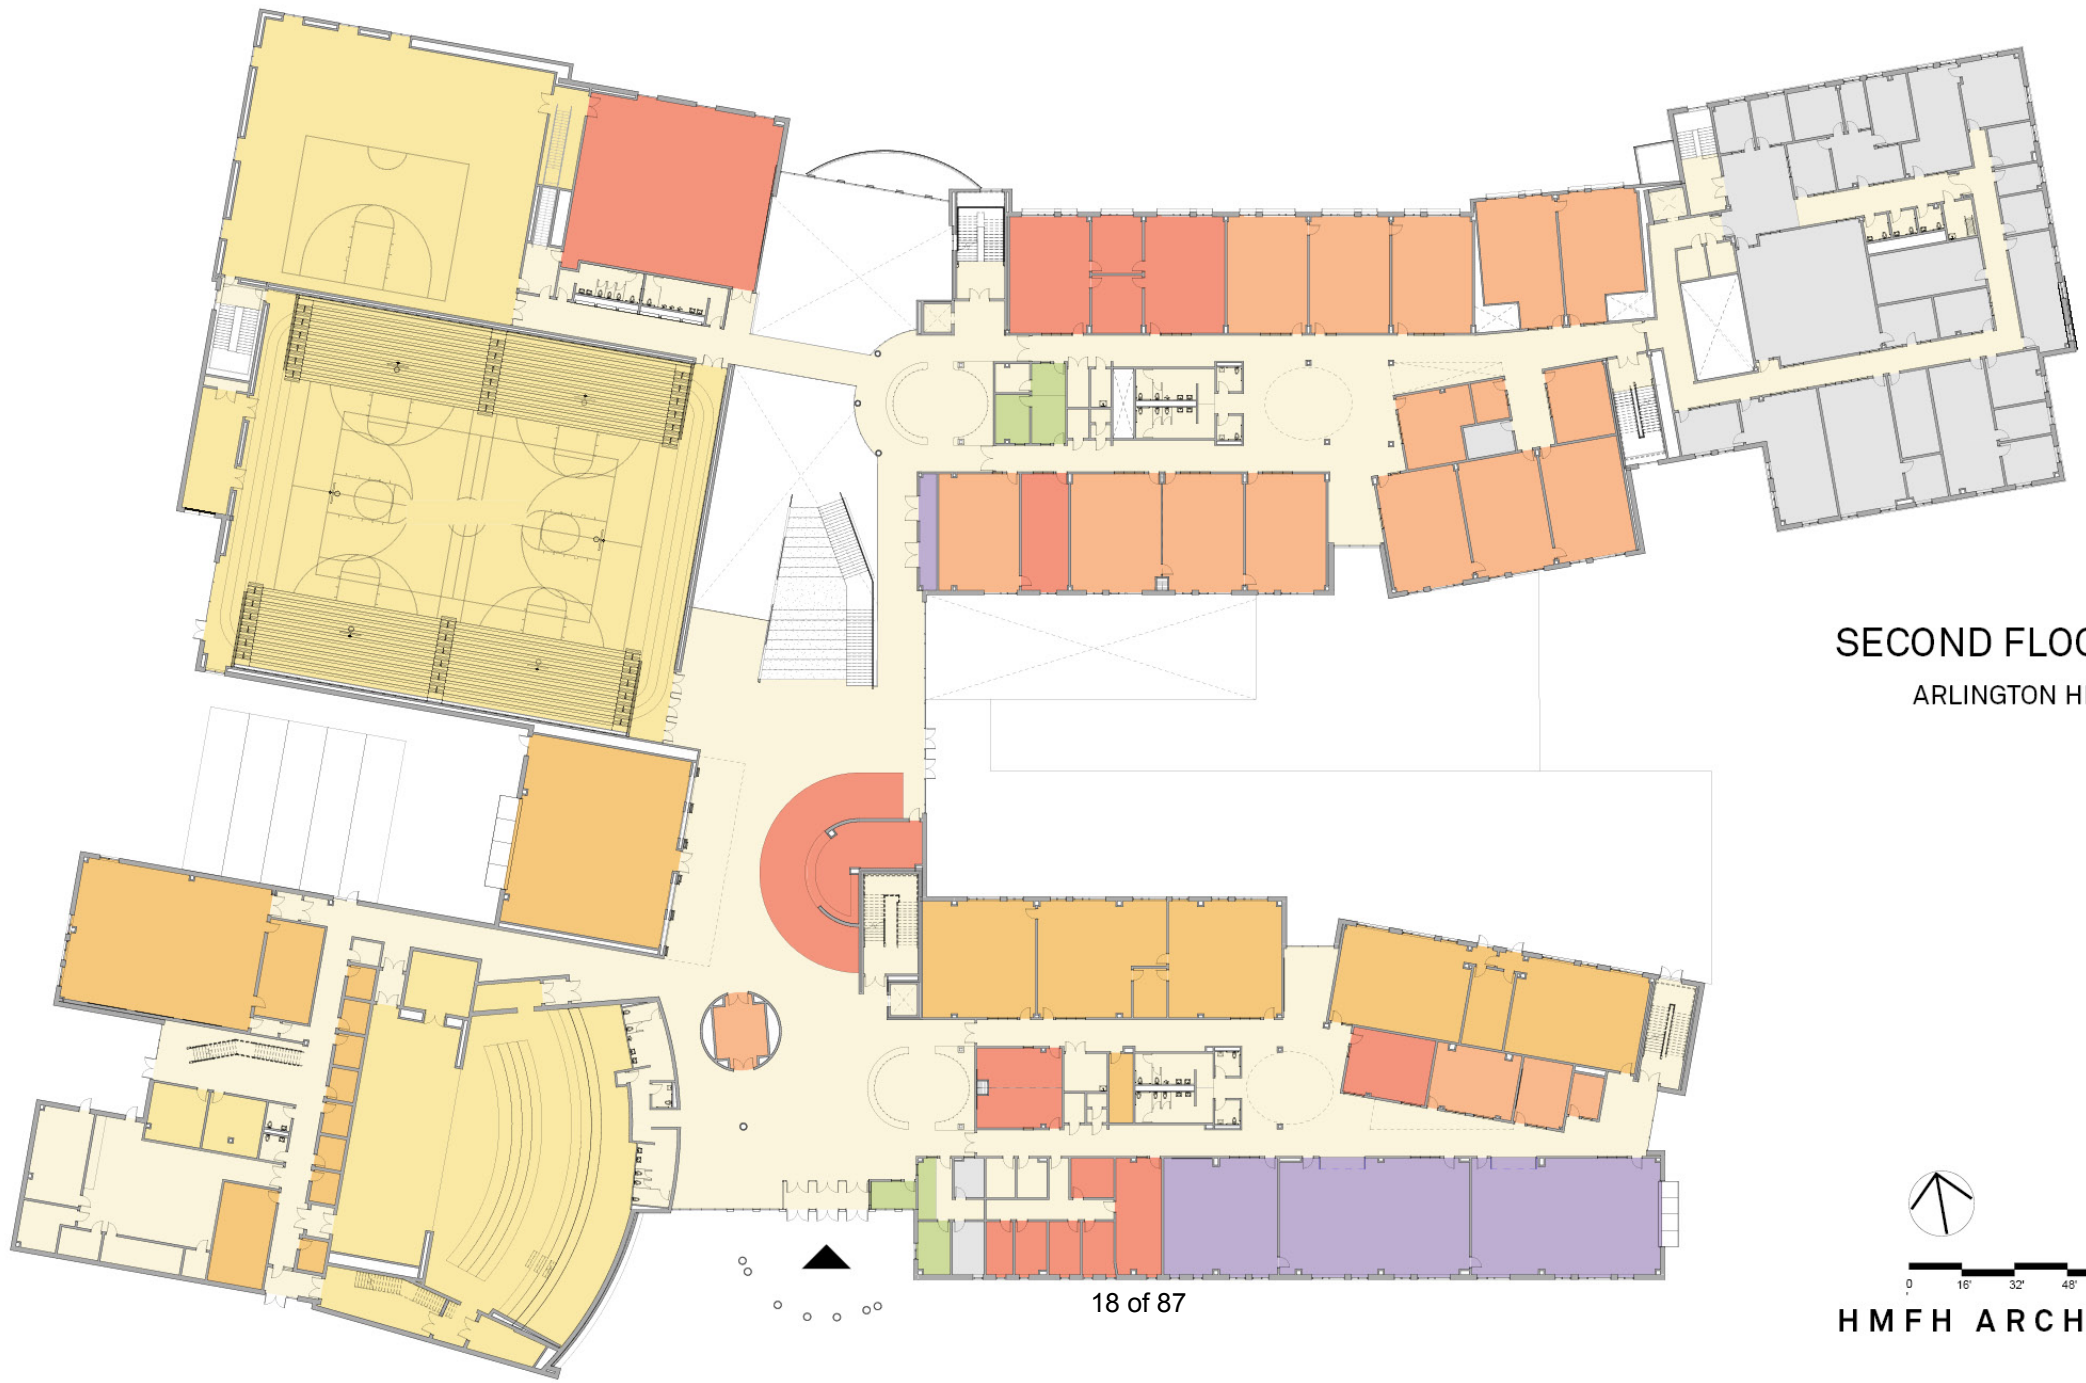 SECOND FLOO
ARLINGTON HI
0 16' 32' 48'
18 of 87
HMFH ARCH